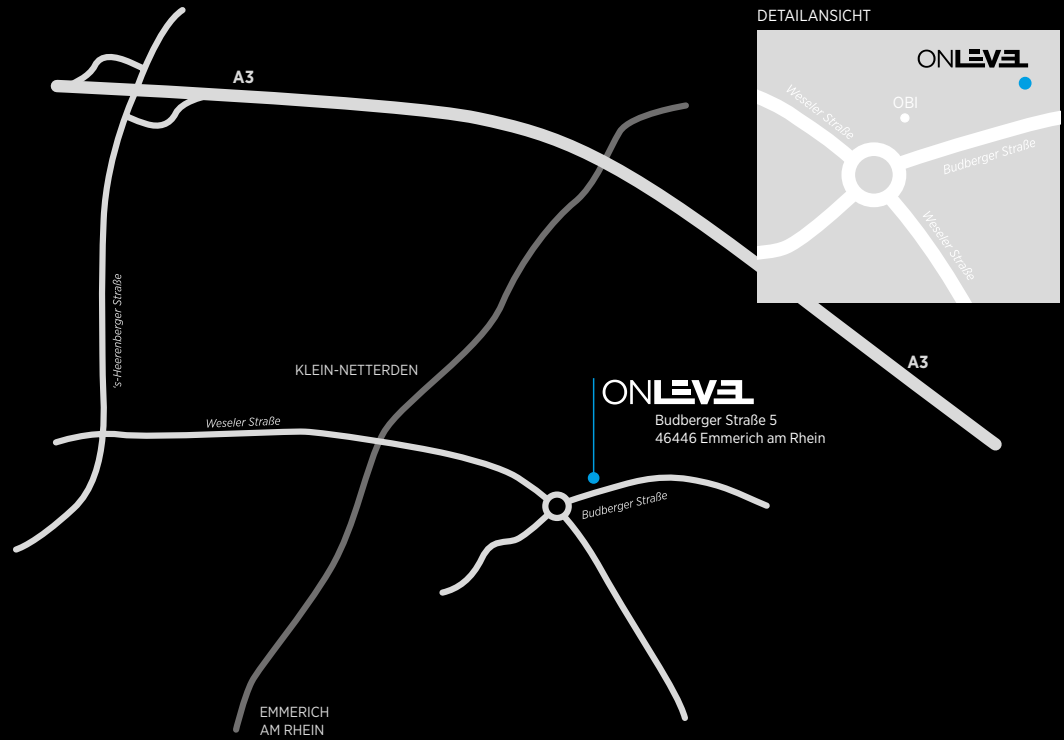 DETAILANSICHT
ONLEVEL
OBI
Weseler Straße
Budberger Straße
Weseler Straße
A3
's-Heerenberger Straße
KLEIN-NETTERDEN
A3
ONLEVEL
Budberger Straße 5
46446 Emmerich am Rhein
Weseler Straße
Budberger Straße
EMMERICH
AM RHEIN